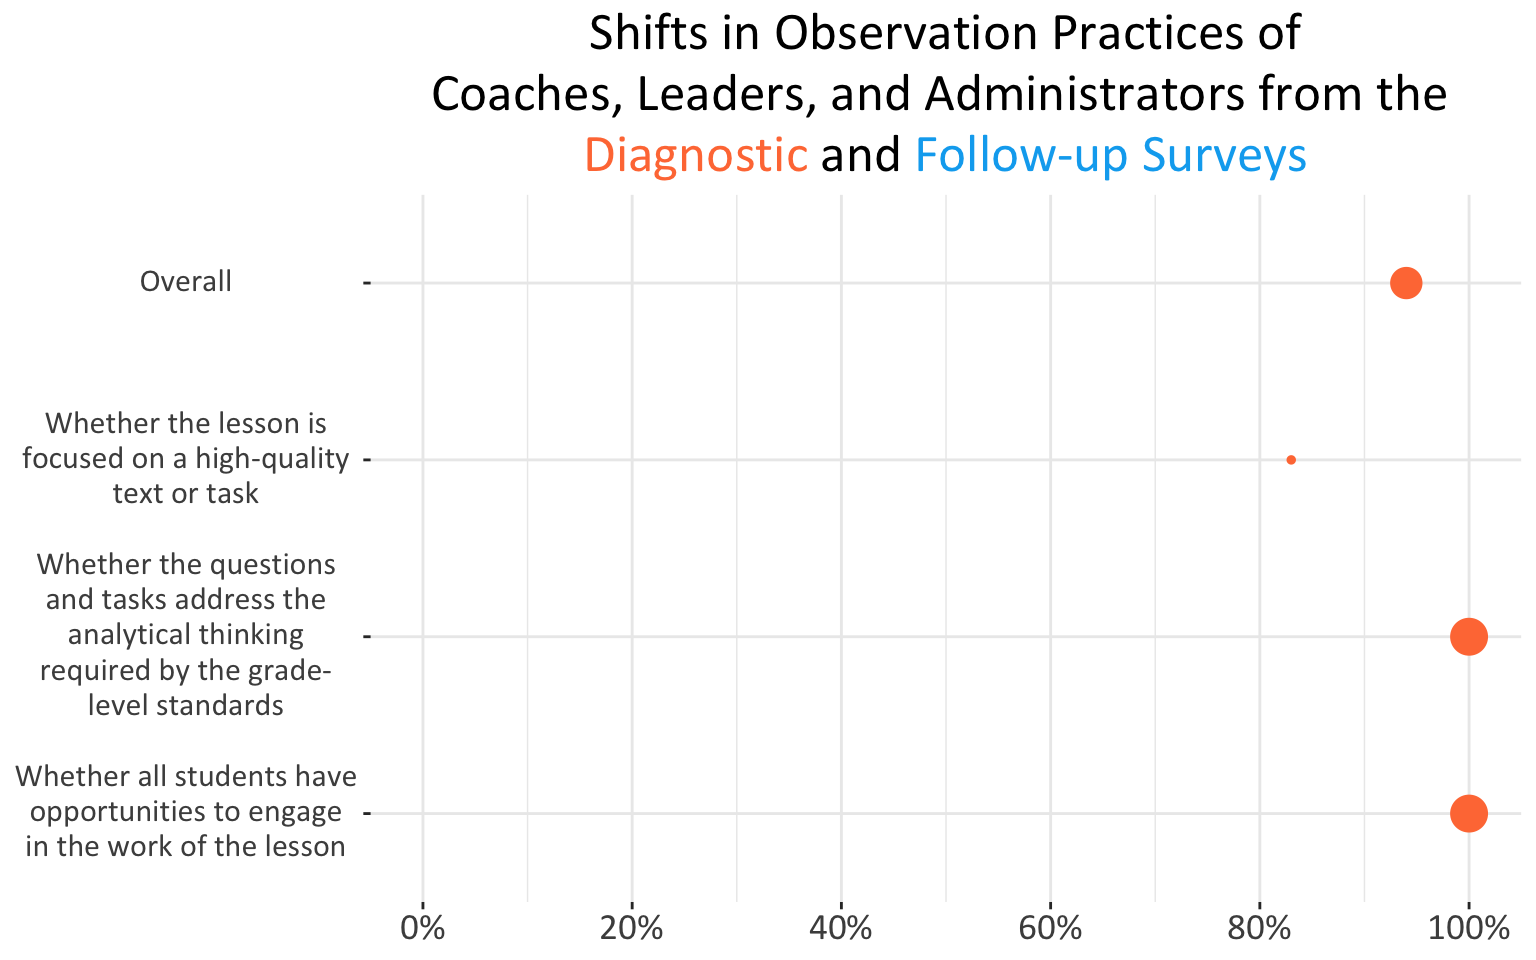 Shifts in Observation Practices of
Coaches, Leaders, and Administrators from the
Diagnostic and Follow-up Surveys
Overall
Whether the lesson is
focused on a high-quality
text or task
Whether the questions
and tasks address the
analytical thinking
required by the grade-
level standards
Whether all students have
opportunities to engage
in the work of the lesson
0% 20% 40% 60% 80% 100%